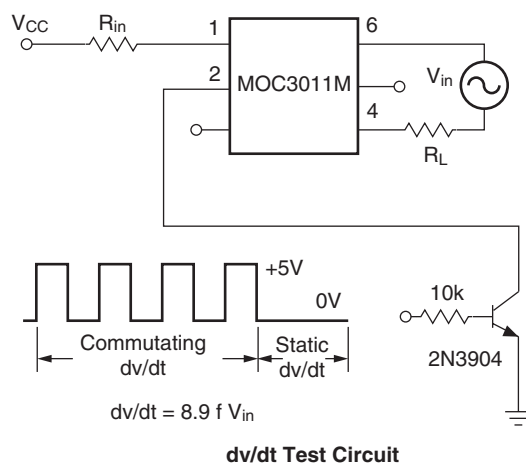 VCC
Rin
1
6
2
MOC3011M
Vin
4
RL
+5V
0V
10k
Commutating
dv/dt
Static
dv/dt
2N3904
dv/dt = 8.9 f Vin
dv/dt Test Circuit